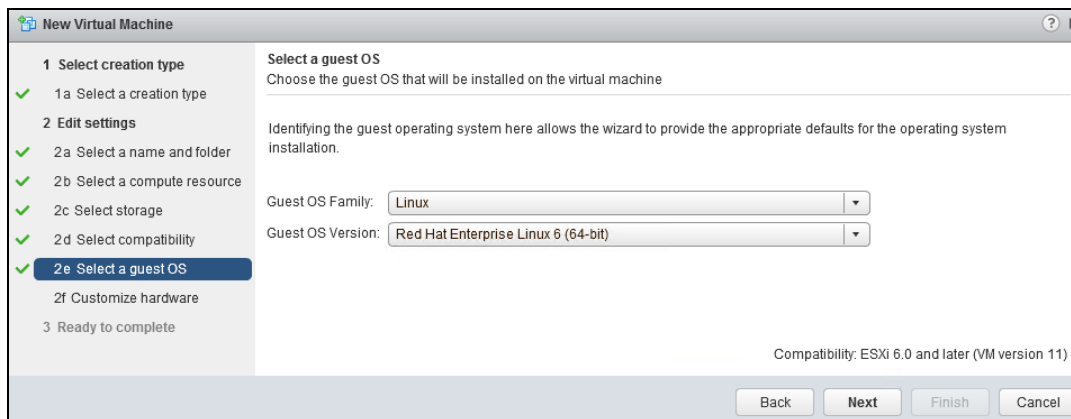 New Virtual Machine
?
1 Select creation type
1a Select a creation type
2 Edit settings
2a Select a name and folder
2b Select a compute resource
2c Select storage
2d Select compatibility
2e Select a guest OS
2f Customize hardware
3 Ready to complete
Select a guest OS
Choose the guest OS that will be installed on the virtual machine
Identifying the guest operating system here allows the wizard to provide the appropriate defaults for the operating system
installation.
Guest OS Family: Linux
Guest OS Version: Red Hat Enterprise Linux 6 (64-bit)
Compatibility: ESXi 6.0 and later (VM version 11)
Back Next Finish Cancel